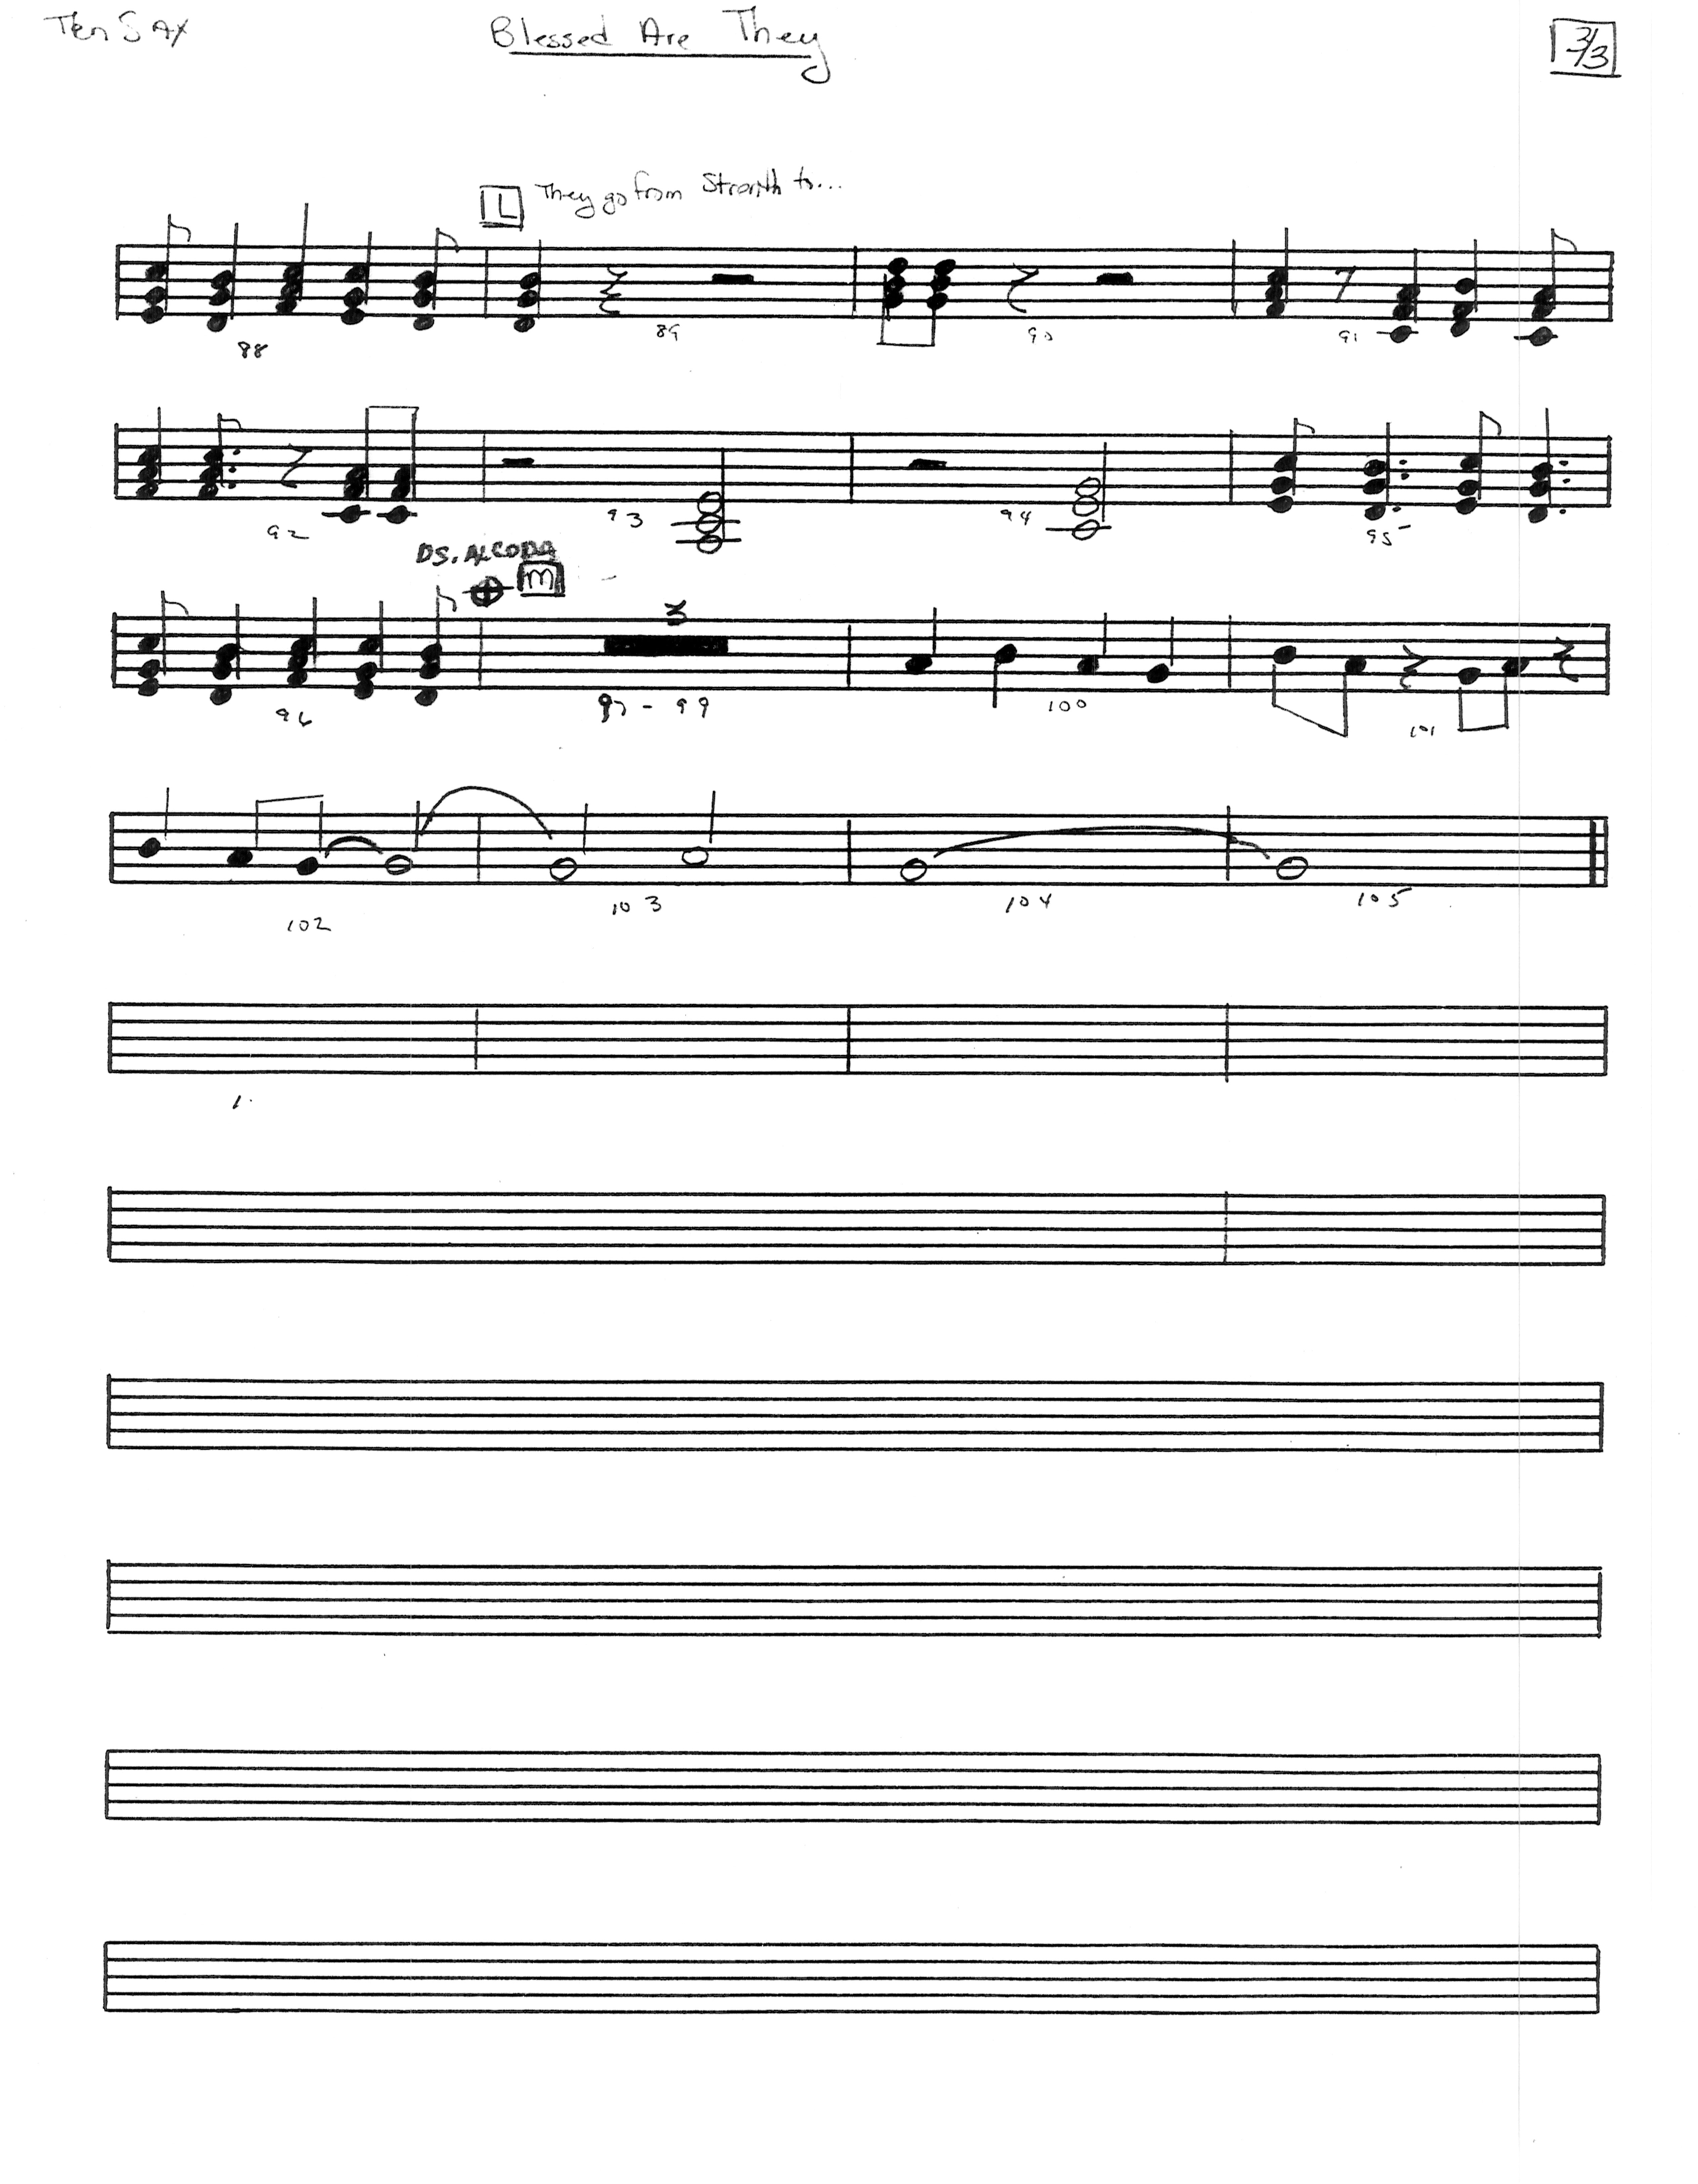 Ten SAX
Blessed Are They
3/3
L They go from Strength to...
88 89 90 91
92 93 94 95
DS. AL CODA
M
3
96 97-99 100 101
102 103 104 105